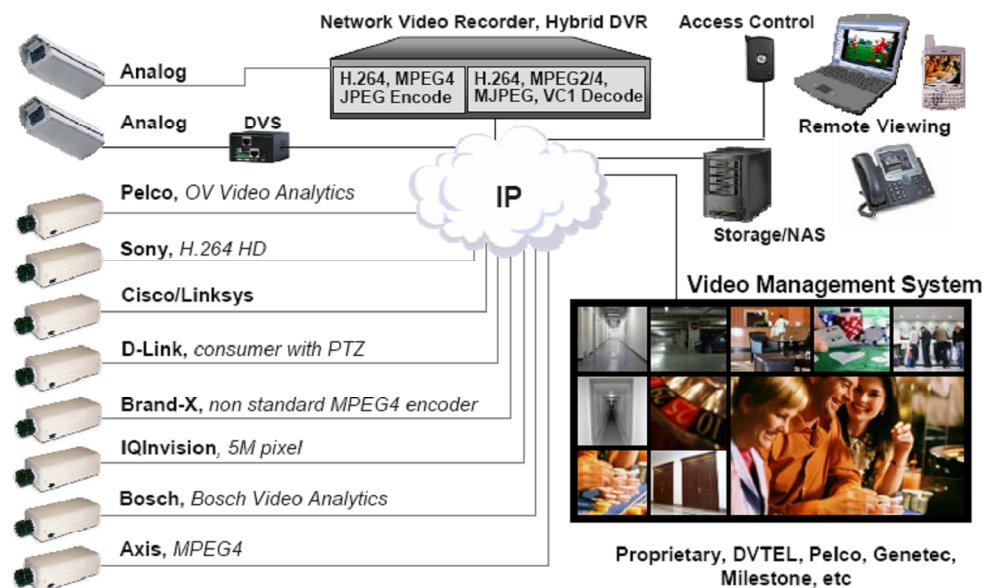 Network Video Recorder, Hybrid DVR
Access Control
Analog
H.264, MPEG4
JPEG Encode
H.264, MPEG2/4,
MJPEG, VC1 Decode
Analog
DVS
Remote Viewing
IP
Pelco, OV Video Analytics
Storage/NAS
Sony, H.264 HD
Video Management System
Cisco/Linksys
D-Link, consumer with PTZ
Brand-X, non standard MPEG4 encoder
IQInvision, 5M pixel
Bosch, Bosch Video Analytics
Axis, MPEG4
Proprietary, DVTEL, Pelco, Genetec,
Milestone, etc